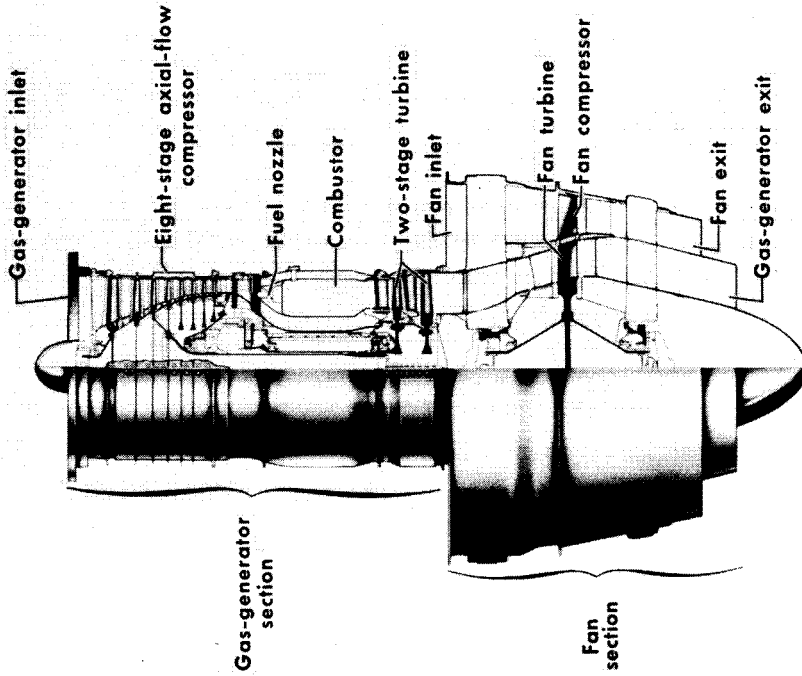 Gas-generator inlet
Eight-stage axial-flow
compressor
Fuel nozzle
Combustor
Two-stage turbine
Fan inlet
Fan turbine
Fan compressor
Fan exit
Gas-generator exit
Gas-generator
section
Fan
section